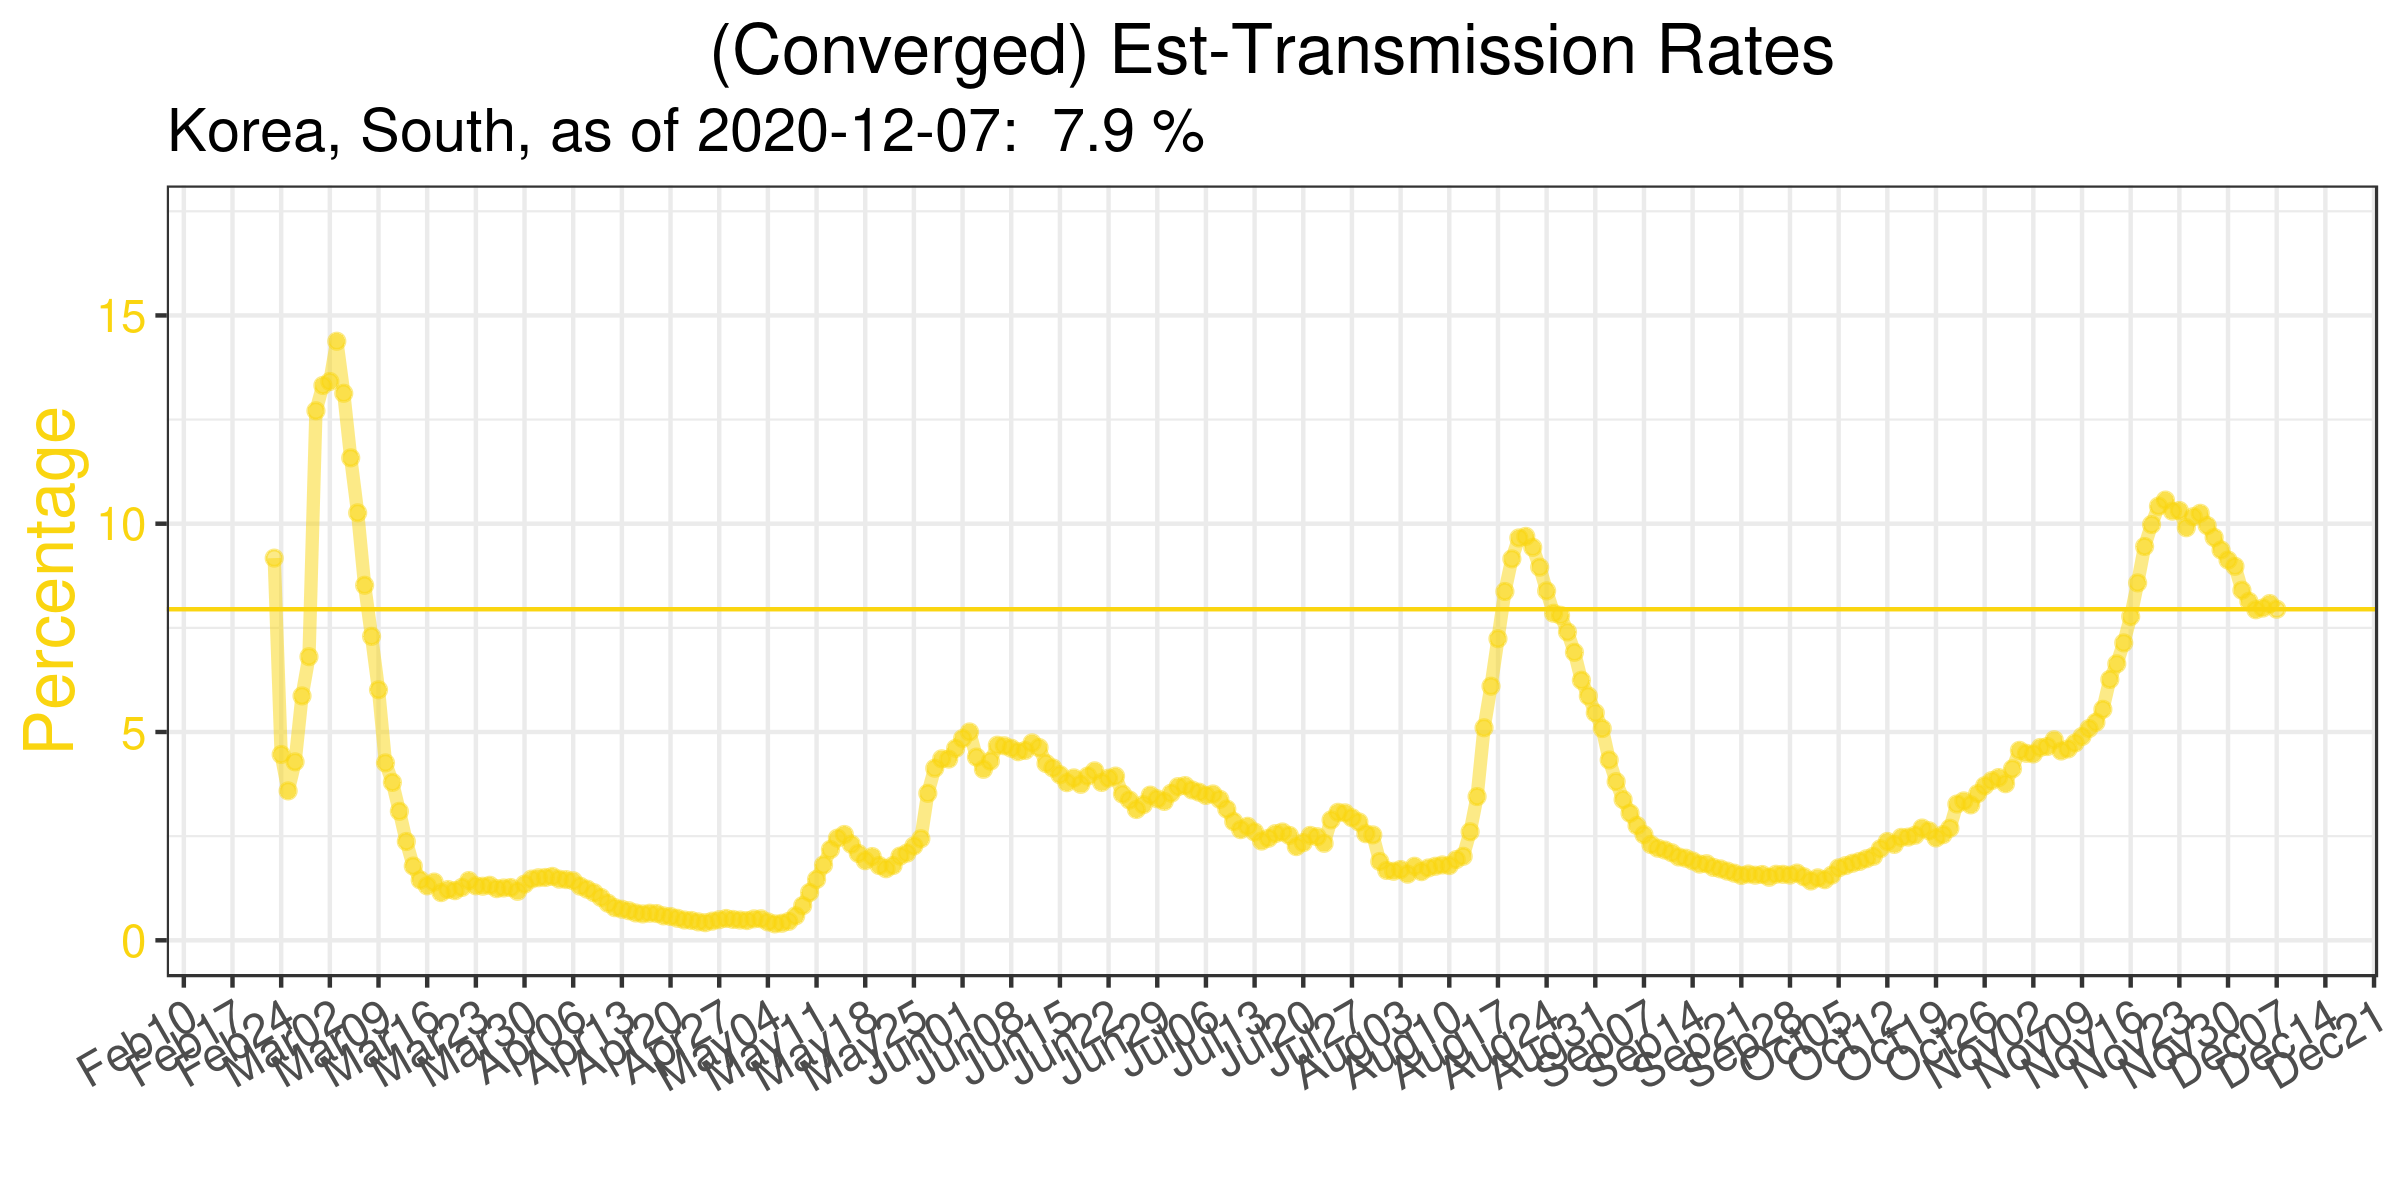 (Converged) Est-Transmission Rates
Korea, South, as of 2020-12-07:  7.9 %
Percentage
15
10
5
0
Feb10
Feb17
Feb24
Mar02
Mar09
Mar16
Mar23
Mar30
Apr06
Apr13
Apr20
Apr27
May04
May11
May18
May25
Jun01
Jun08
Jun15
Jun22
Jun29
Jul06
Jul13
Jul20
Jul27
Aug03
Aug10
Aug17
Aug24
Aug31
Sep07
Sep14
Sep21
Sep28
Oct05
Oct12
Oct19
Oct26
Nov02
Nov09
Nov16
Nov23
Nov30
Dec07
Dec14
Dec21